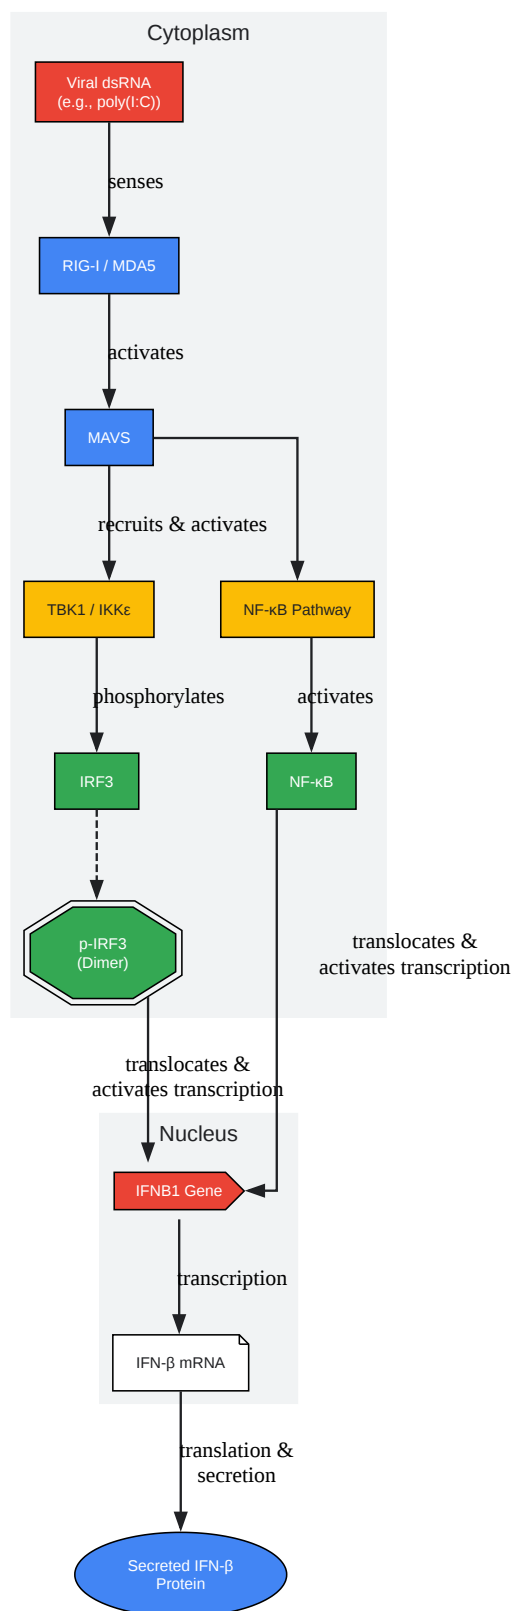 Cytoplasm
Viral dsRNA
(e.g., poly(I:C))
senses
RIG-I / MDA5
activates
MAVS
recruits & activates
TBK1 / IKKε
NF-κB Pathway
phosphorylates
activates
IRF3
NF-κB
p-IRF3
(Dimer)
translocates &
activates transcription
translocates &
activates transcription
Nucleus
IFNB1 Gene
transcription
IFN-β mRNA
translation &
secretion
Secreted IFN-β
Protein